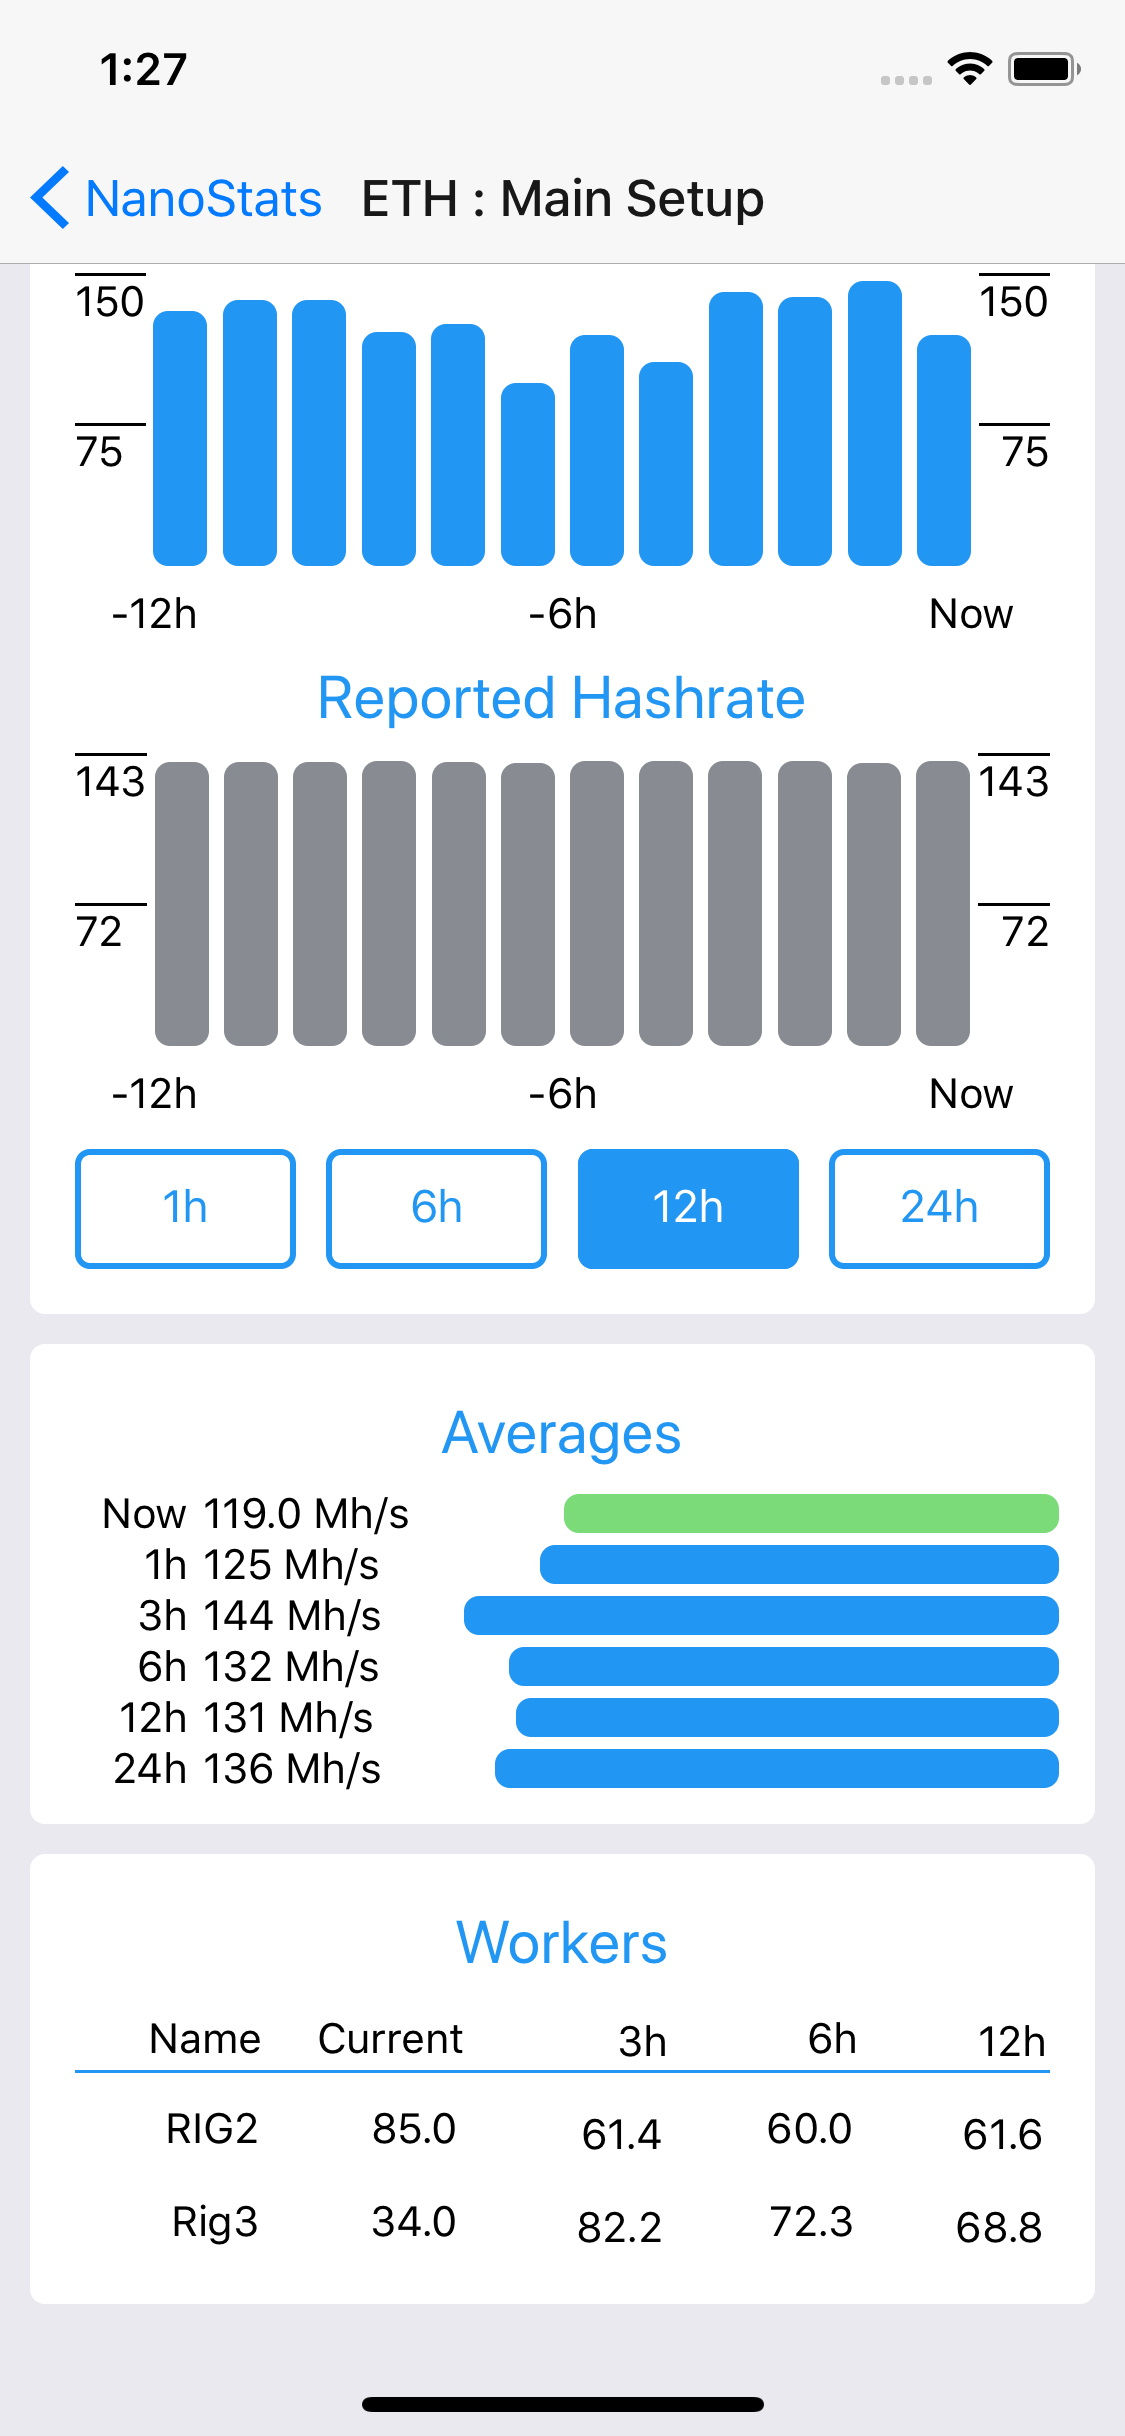 1:27
NanoStats ETH : Main Setup
150 150
75 75
-12h -6h Now
Reported Hashrate
143 143
72 72
-12h -6h Now
1h 6h 12h 24h
Averages
Now 119.0 Mh/s
1h 125 Mh/s
3h 144 Mh/s
6h 132 Mh/s
12h 131 Mh/s
24h 136 Mh/s
Workers
Name Current 3h 6h 12h
RIG2 85.0 61.4 60.0 61.6
Rig3 34.0 82.2 72.3 68.8